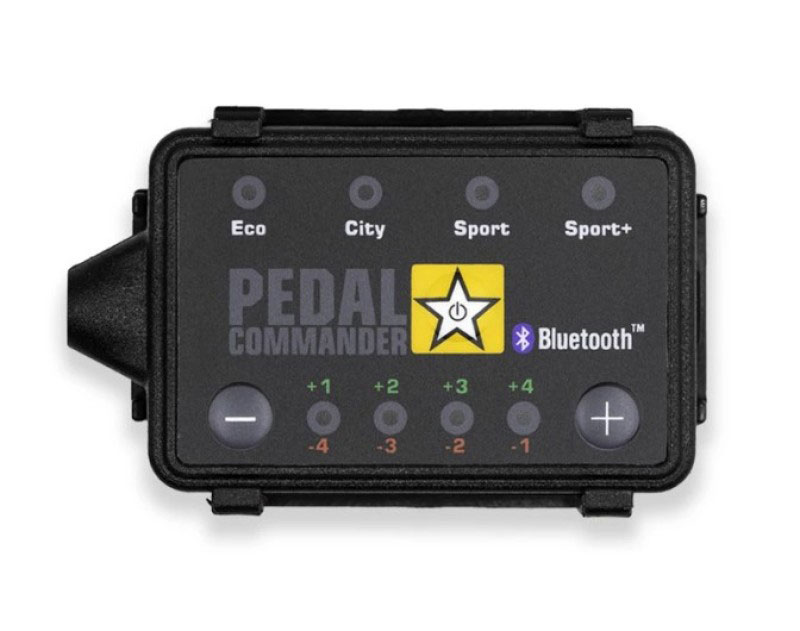 Eco City Sport Sport+
PEDAL
COMMANDER
Bluetooth™
+1 +2 +3 +4
− +
-4 -3 -2 -1